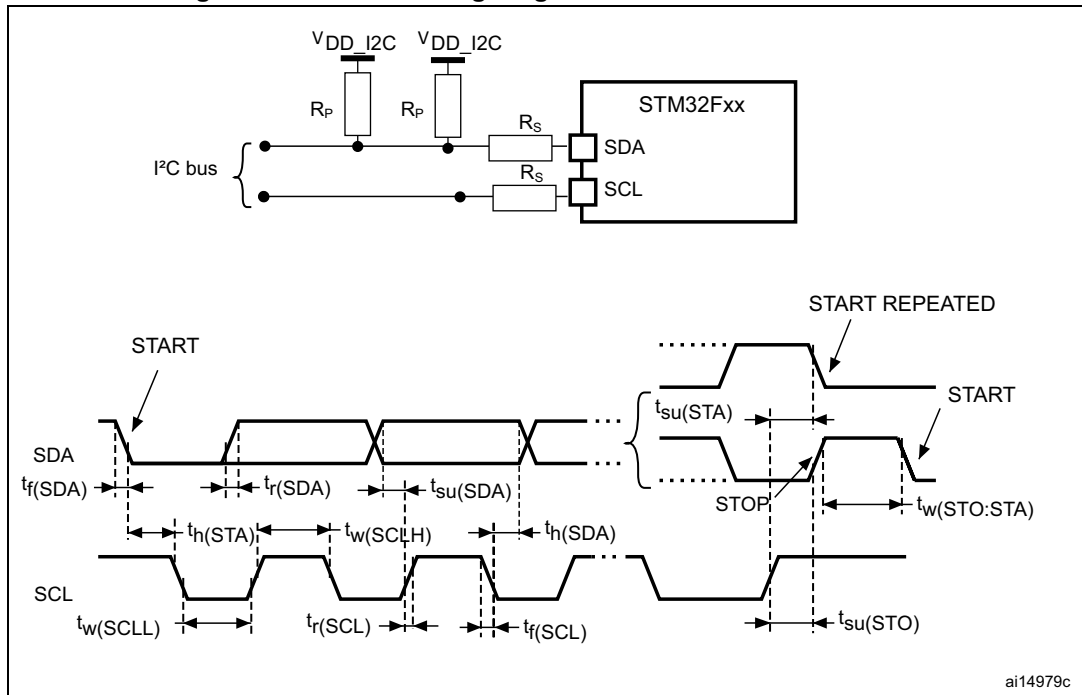 VDD_I2C VDD_I2C
STM32Fxx
RP RP RS
SDA
I²C bus
RS
SCL
START REPEATED
START
tsu(STA) START
SDA
tf(SDA) tr(SDA) tsu(SDA) STOP tw(STO:STA)
th(STA) tw(SCLH) th(SDA)
SCL
tw(SCLL) tr(SCL) tf(SCL) tsu(STO)
ai14979c